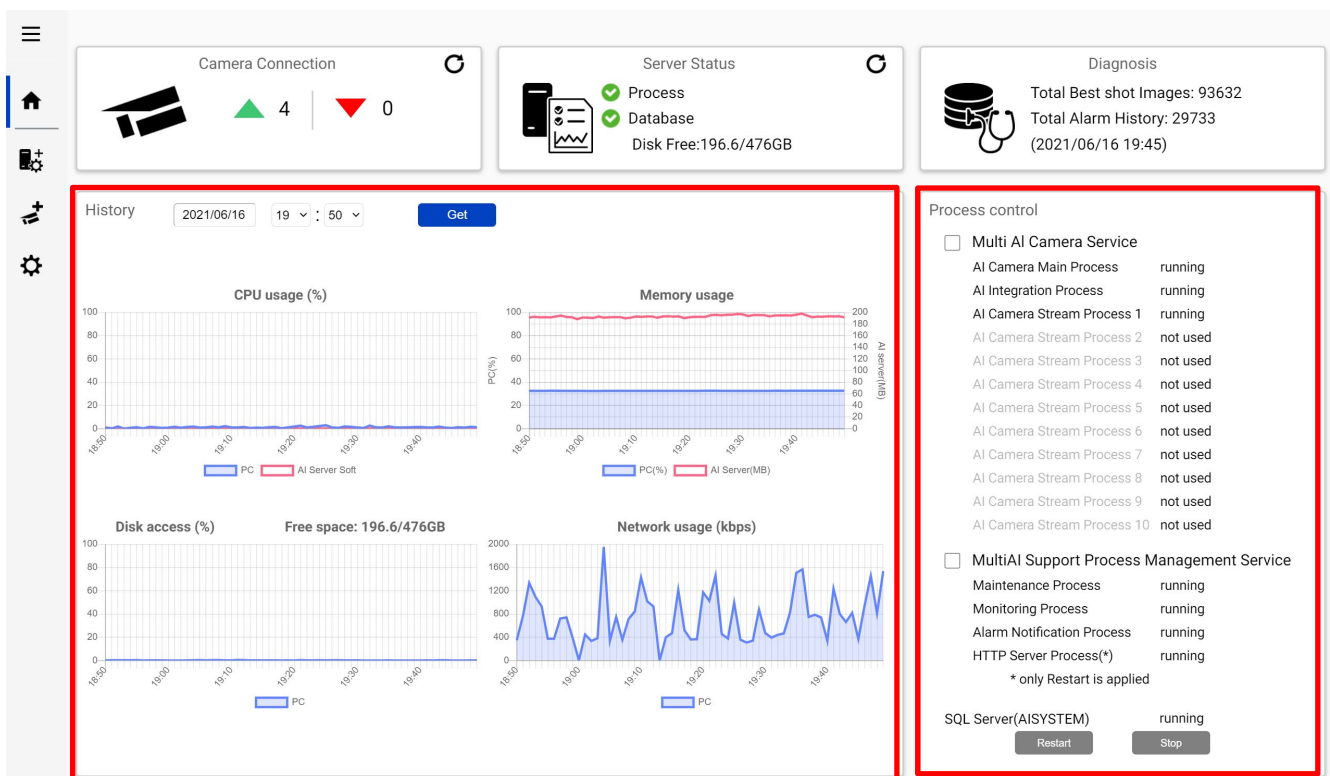 Camera Connection
4
0
Server Status
Process
Database
Disk Free:196.6/476GB
Diagnosis
Total Best shot Images: 93632
Total Alarm History: 29733
(2021/06/16 19:45)
History
2021/06/16
19 : 50
Get
CPU usage (%)
100
80
60
40
20
0
18:50 19:00 19:10 19:20 19:30 19:40
PC AI Server Soft
Memory usage
PC(%)
100
80
60
40
20
0
200
180
160
140
120
100
80
60
40
20
0
AI server(MB)
18:50 19:00 19:10 19:20 19:30 19:40
PC(%) AI Server(MB)
Disk access (%) Free space: 196.6/476GB
100
80
60
40
20
0
18:50 19:00 19:10 19:20 19:30 19:40
PC
Network usage (kbps)
2000
1600
1200
800
400
0
18:50 19:00 19:10 19:20 19:30 19:40
PC
Process control
Multi AI Camera Service
AI Camera Main Process running
AI Integration Process running
AI Camera Stream Process 1 running
AI Camera Stream Process 2 not used
AI Camera Stream Process 3 not used
AI Camera Stream Process 4 not used
AI Camera Stream Process 5 not used
AI Camera Stream Process 6 not used
AI Camera Stream Process 7 not used
AI Camera Stream Process 8 not used
AI Camera Stream Process 9 not used
AI Camera Stream Process 10 not used
MultiAI Support Process Management Service
Maintenance Process running
Monitoring Process running
Alarm Notification Process running
HTTP Server Process(*) running
* only Restart is applied
SQL Server(AISYSTEM) running
Restart Stop